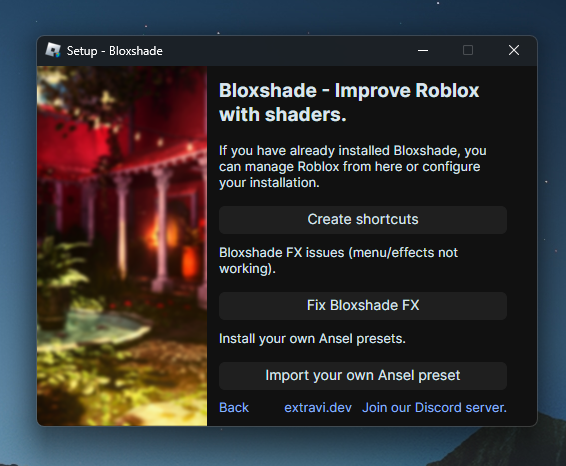 Setup - Bloxshade
Bloxshade - Improve Roblox
with shaders.
If you have already installed Bloxshade, you
can manage Roblox from here or configure
your installation.
Create shortcuts
Bloxshade FX issues (menu/effects not
working).
Fix Bloxshade FX
Install your own Ansel presets.
Import your own Ansel preset
Back extravi.dev Join our Discord server.